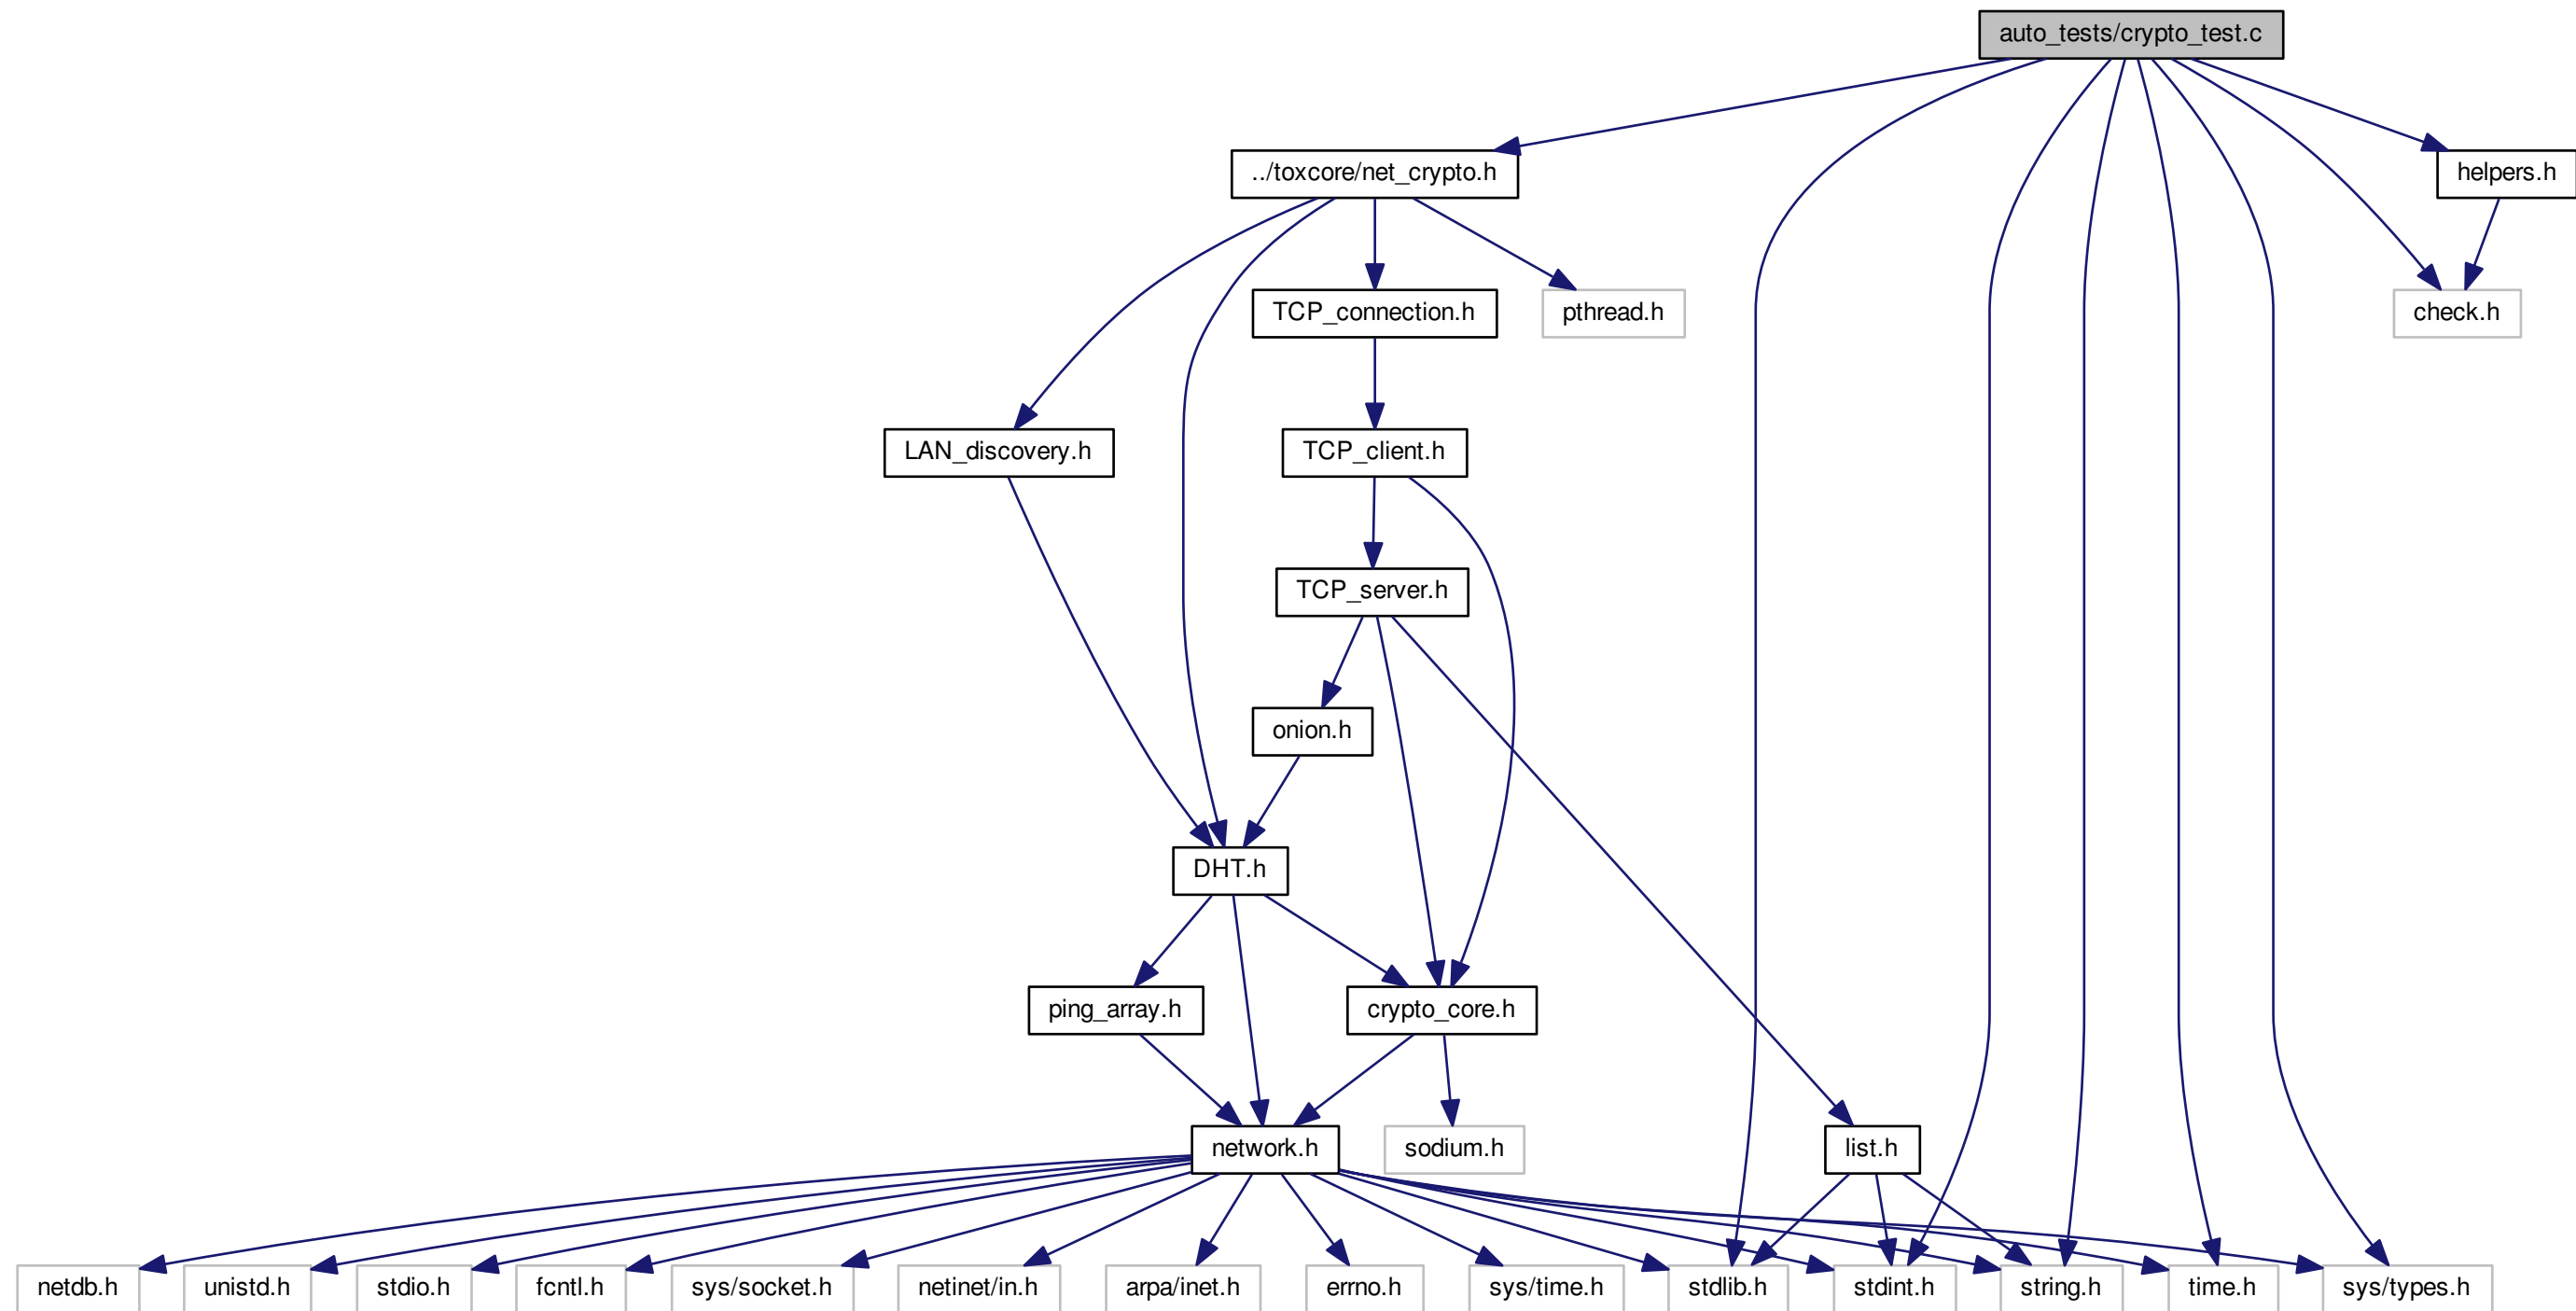 auto_tests/crypto_test.c
../toxcore/net_crypto.h
helpers.h
TCP_connection.h
pthread.h
check.h
LAN_discovery.h
TCP_client.h
TCP_server.h
onion.h
DHT.h
ping_array.h
crypto_core.h
network.h
sodium.h
list.h
netdb.h
unistd.h
stdio.h
fcntl.h
sys/socket.h
netinet/in.h
arpa/inet.h
errno.h
sys/time.h
stdlib.h
stdint.h
string.h
time.h
sys/types.h